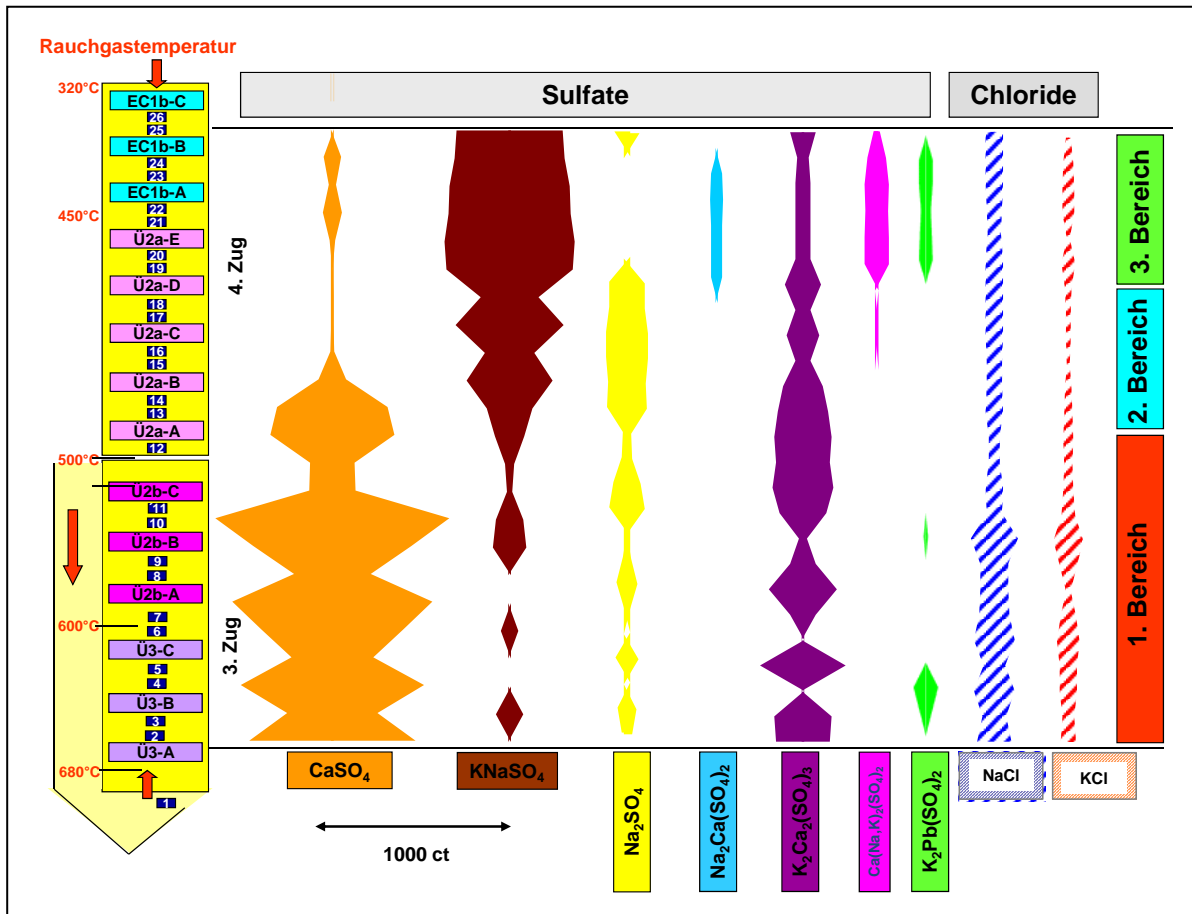 Rauchgastemperatur
320°C
EC1b-C
26
25
EC1b-B
24
23
EC1b-A
22
450°C
21
Ü2a-E
20
19
Ü2a-D
18
17
Ü2a-C
16
15
Ü2a-B
14
13
Ü2a-A
12
500°C
Ü2b-C
11
10
Ü2b-B
9
8
Ü2b-A
7
600°C
6
Ü3-C
5
4
Ü3-B
3
2
Ü3-A
680°C
1
4. Zug
3. Zug
Sulfate
Chloride
3. Bereich
2. Bereich
1. Bereich
CaSO₄
KNaSO₄
Na₂SO₄
Na₂Ca(SO₄)₂
K₂Ca₂(SO₄)₃
Ca(Na,K)₂(SO₄)₂
K₂Pb(SO₄)₂
NaCl
KCl
1000 ct